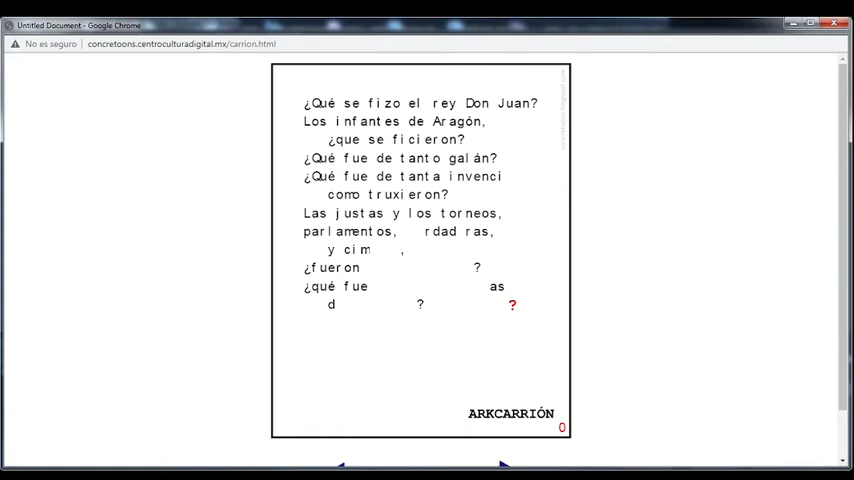 Untitled Document - Google Chrome
No es seguro
concretoons.centroculturadigital.mx/carrion.html
¿Qué se fizo el rey Don Juan?
Los infantes de Aragón,
¿que se ficieron?
¿Qué fue de tanto galán?
¿Qué fue de tanta invenci
como truxieron?
Las justas y los torneos,
parlamentos, rdad ras,
y cim ,
¿fueron ?
¿qué fue as
d ? ?
ARKCARRIÓN
0